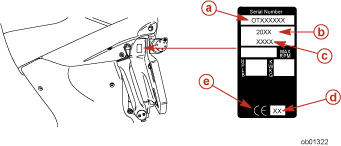 a
Serial Number
OTXXXXXX
b
20XX
XXXX
c
MAX
RPM
e
d
CE
XX
ob01322